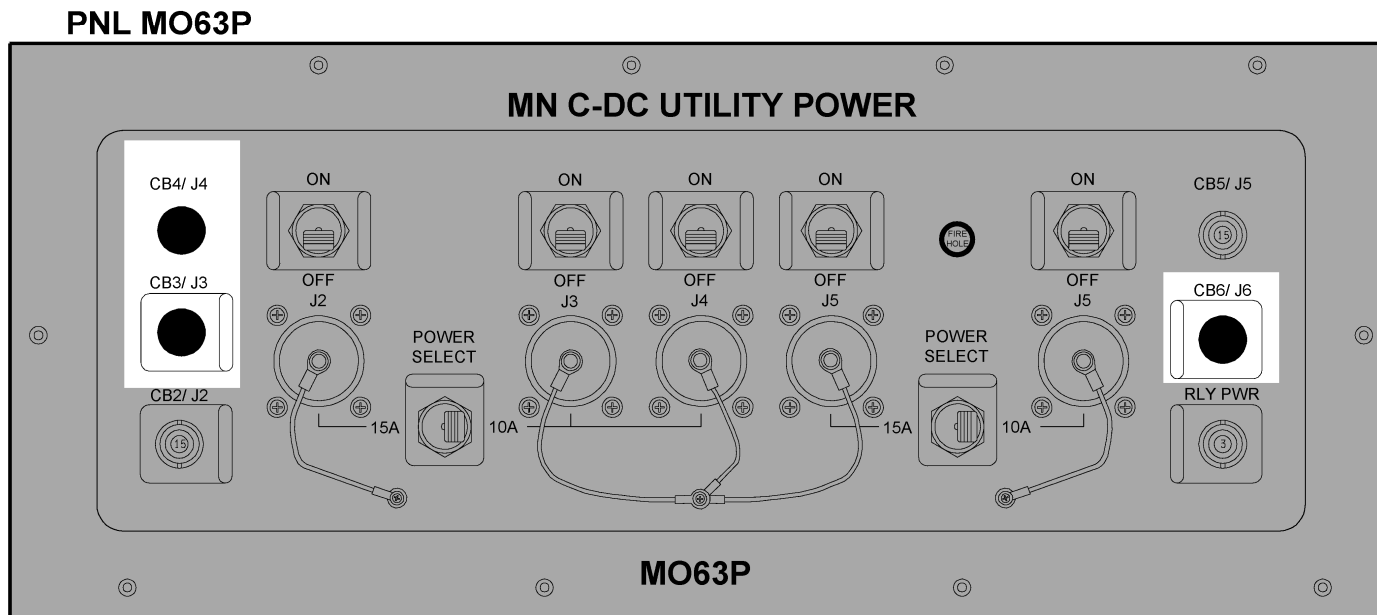 PNL MO63P
MN C-DC UTILITY POWER
CB4/ J4
ON
ON
ON
ON
ON
CB5/ J5
15
FIRE
HOLE
CB3/ J3
OFF
OFF
OFF
OFF
OFF
CB6/ J6
J2
J3
J4
J5
J5
POWER
SELECT
POWER
SELECT
CB2/ J2
RLY PWR
15
15A
10A
15A
10A
3
MO63P